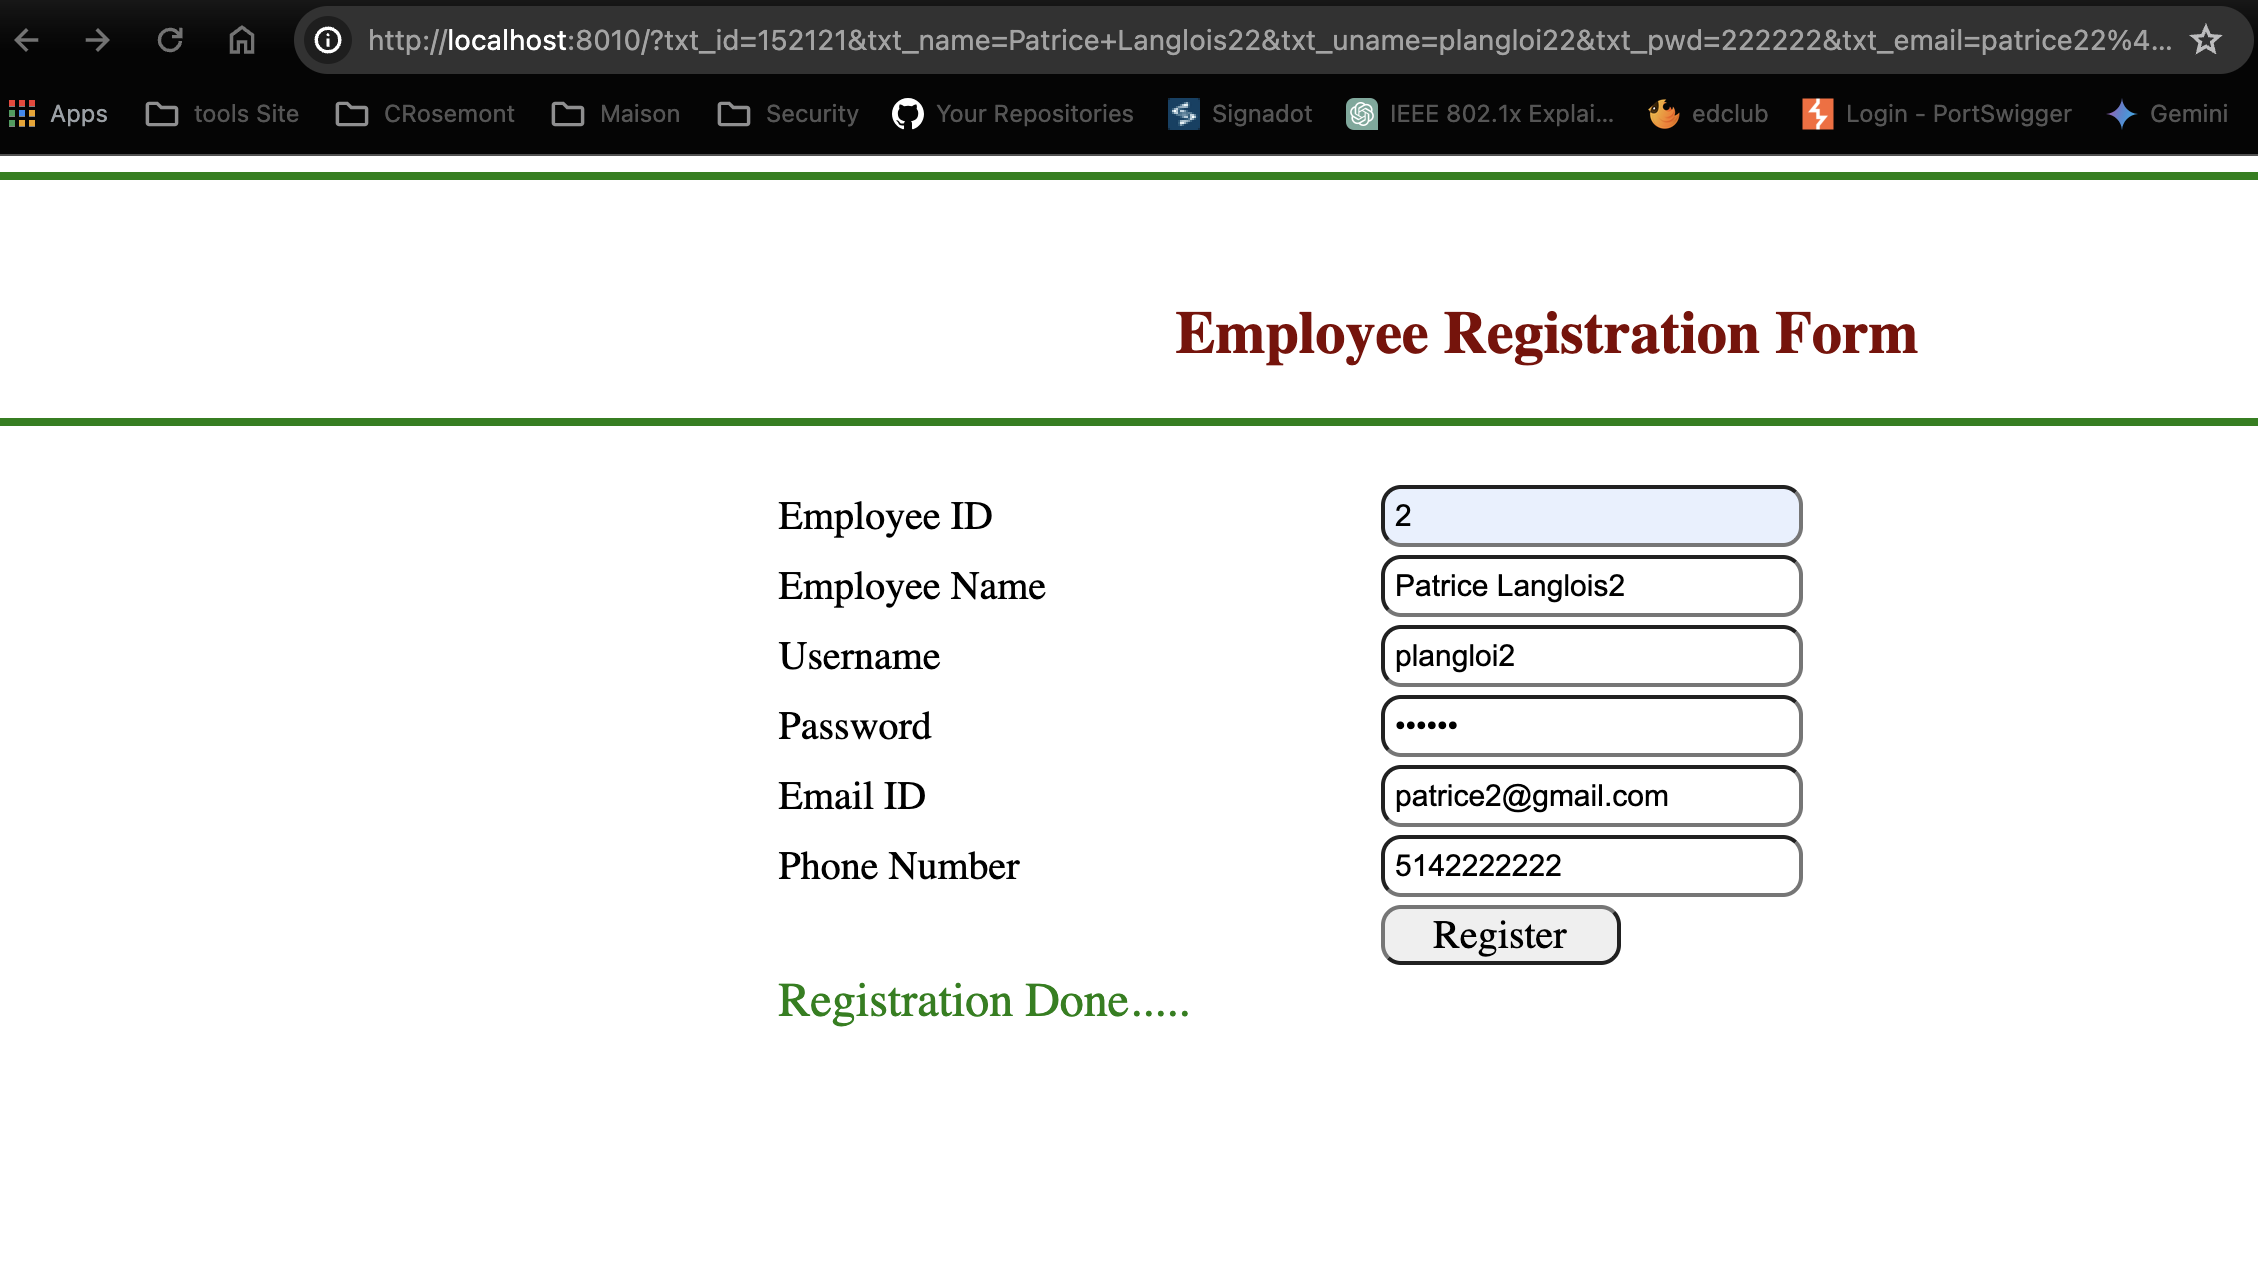 http://localhost:8010/?txt_id=152121&txt_name=Patrice+Langlois22&txt_uname=plangloi22&txt_pwd=222222&txt_email=patrice22%4...
Apps tools Site CRosemont Maison Security Your Repositories Signadot IEEE 802.1x Explai... edclub Login - PortSwigger Gemini
Employee Registration Form
Employee ID 2
Employee Name Patrice Langlois2
Username plangloi2
Password ••••••
Email ID patrice2@gmail.com
Phone Number 5142222222
Register
Registration Done.....